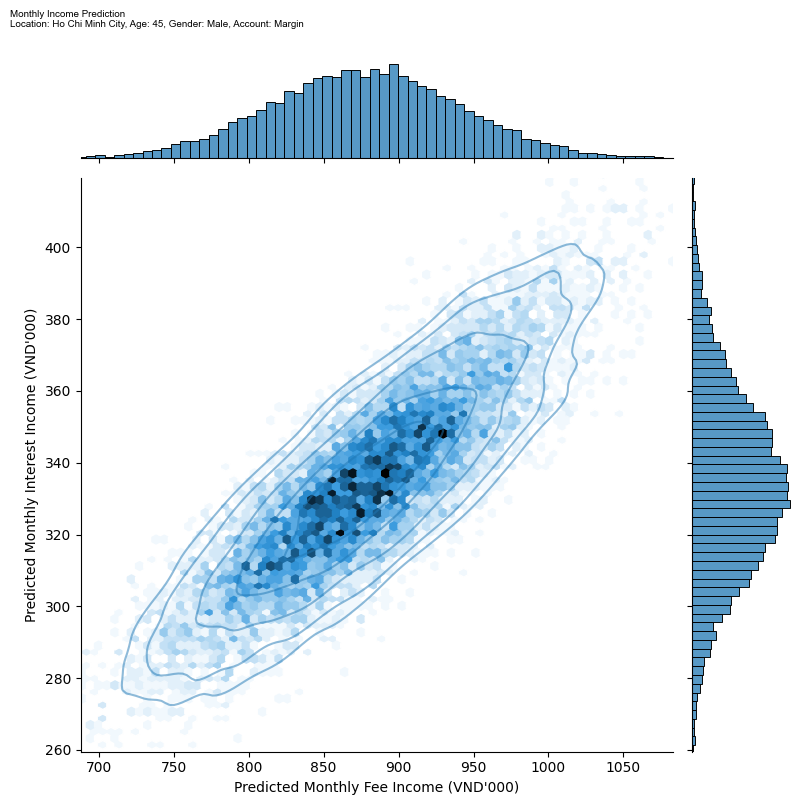 Monthly Income Prediction
Location: Ho Chi Minh City, Age: 45, Gender: Male, Account: Margin
400
380
360
340
320
300
280
260
Predicted Monthly Interest Income (VND'000)
700 750 800 850 900 950 1000 1050
Predicted Monthly Fee Income (VND'000)